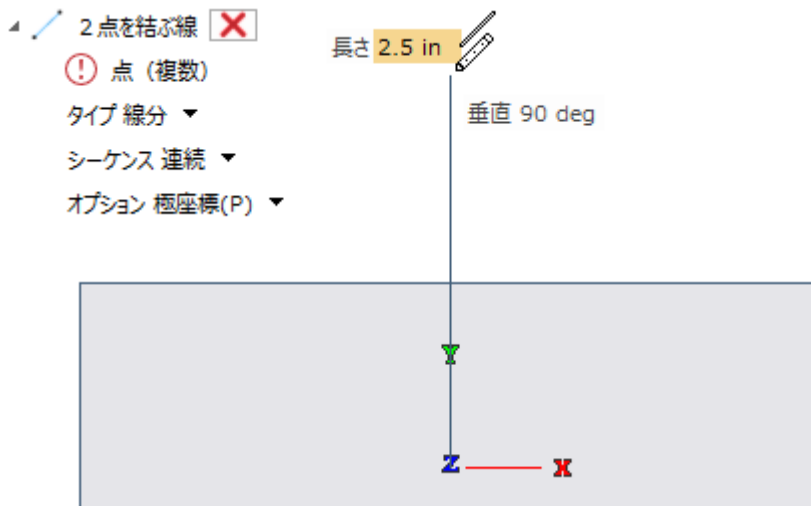 2 点を結ぶ線
長さ 2.5 in
点（複数）
タイプ 線分
垂直 90 deg
シーケンス 連続
オプション 極座標(P)
Y
Z
X